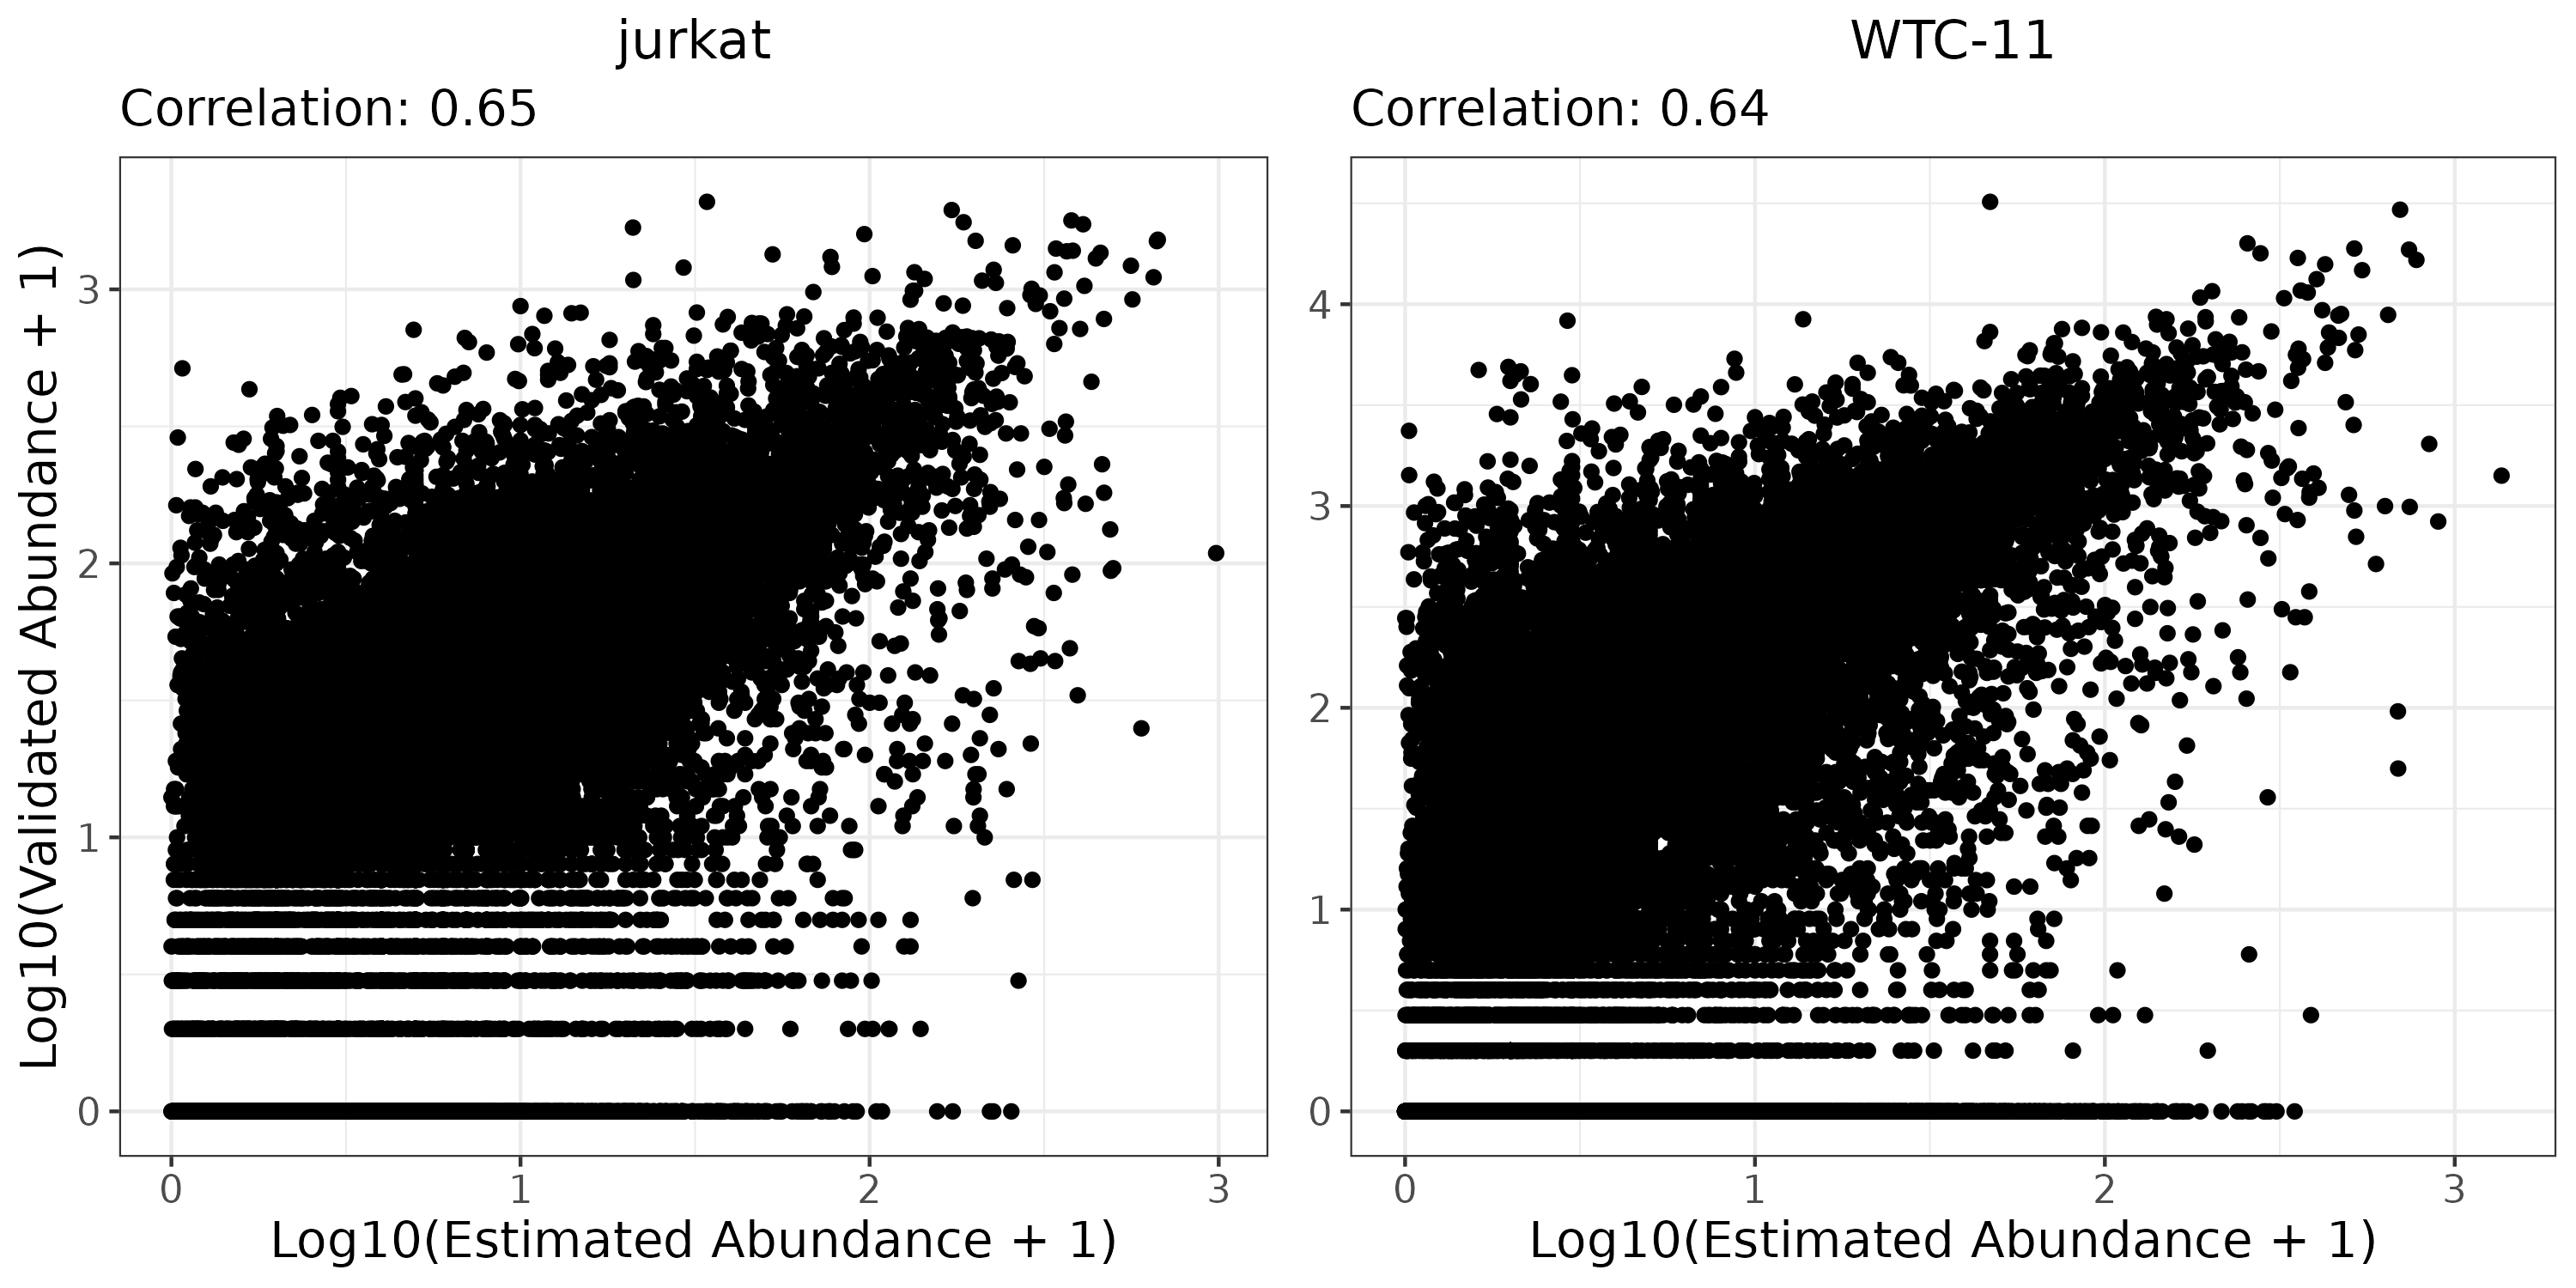 jurkat
Correlation: 0.65
Log10(Validated Abundance + 1)
3
2
1
0
0 1 2 3
Log10(Estimated Abundance + 1)
WTC-11
Correlation: 0.64
4
3
2
1
0
0 1 2 3
Log10(Estimated Abundance + 1)